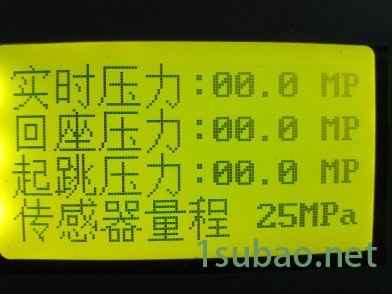 实时压力:00.0 MP
回座压力:00.0 MP
起跳压力:00.0 MP
传感器量程 25MPa
1subao.net